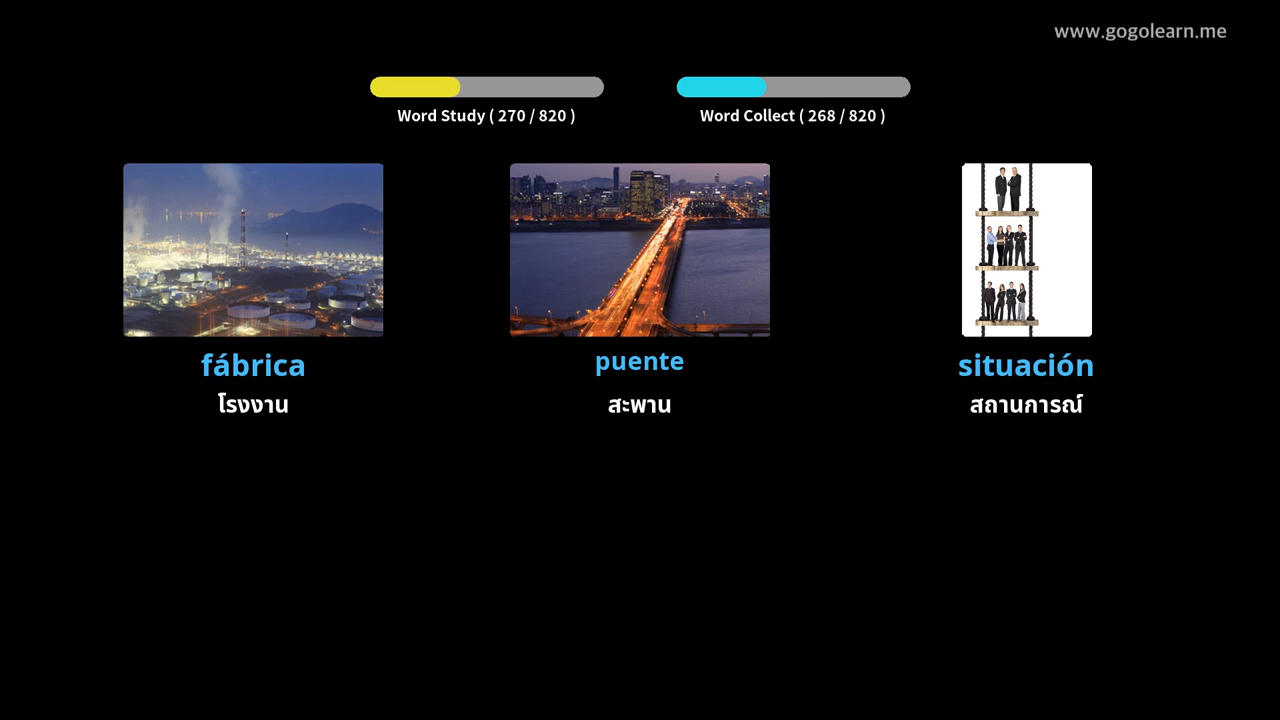 www.gogolearn.me
Word Study ( 270 / 820 )
Word Collect ( 268 / 820 )
fábrica
puente
situación
โรงงาน
สะพาน
สถานการณ์